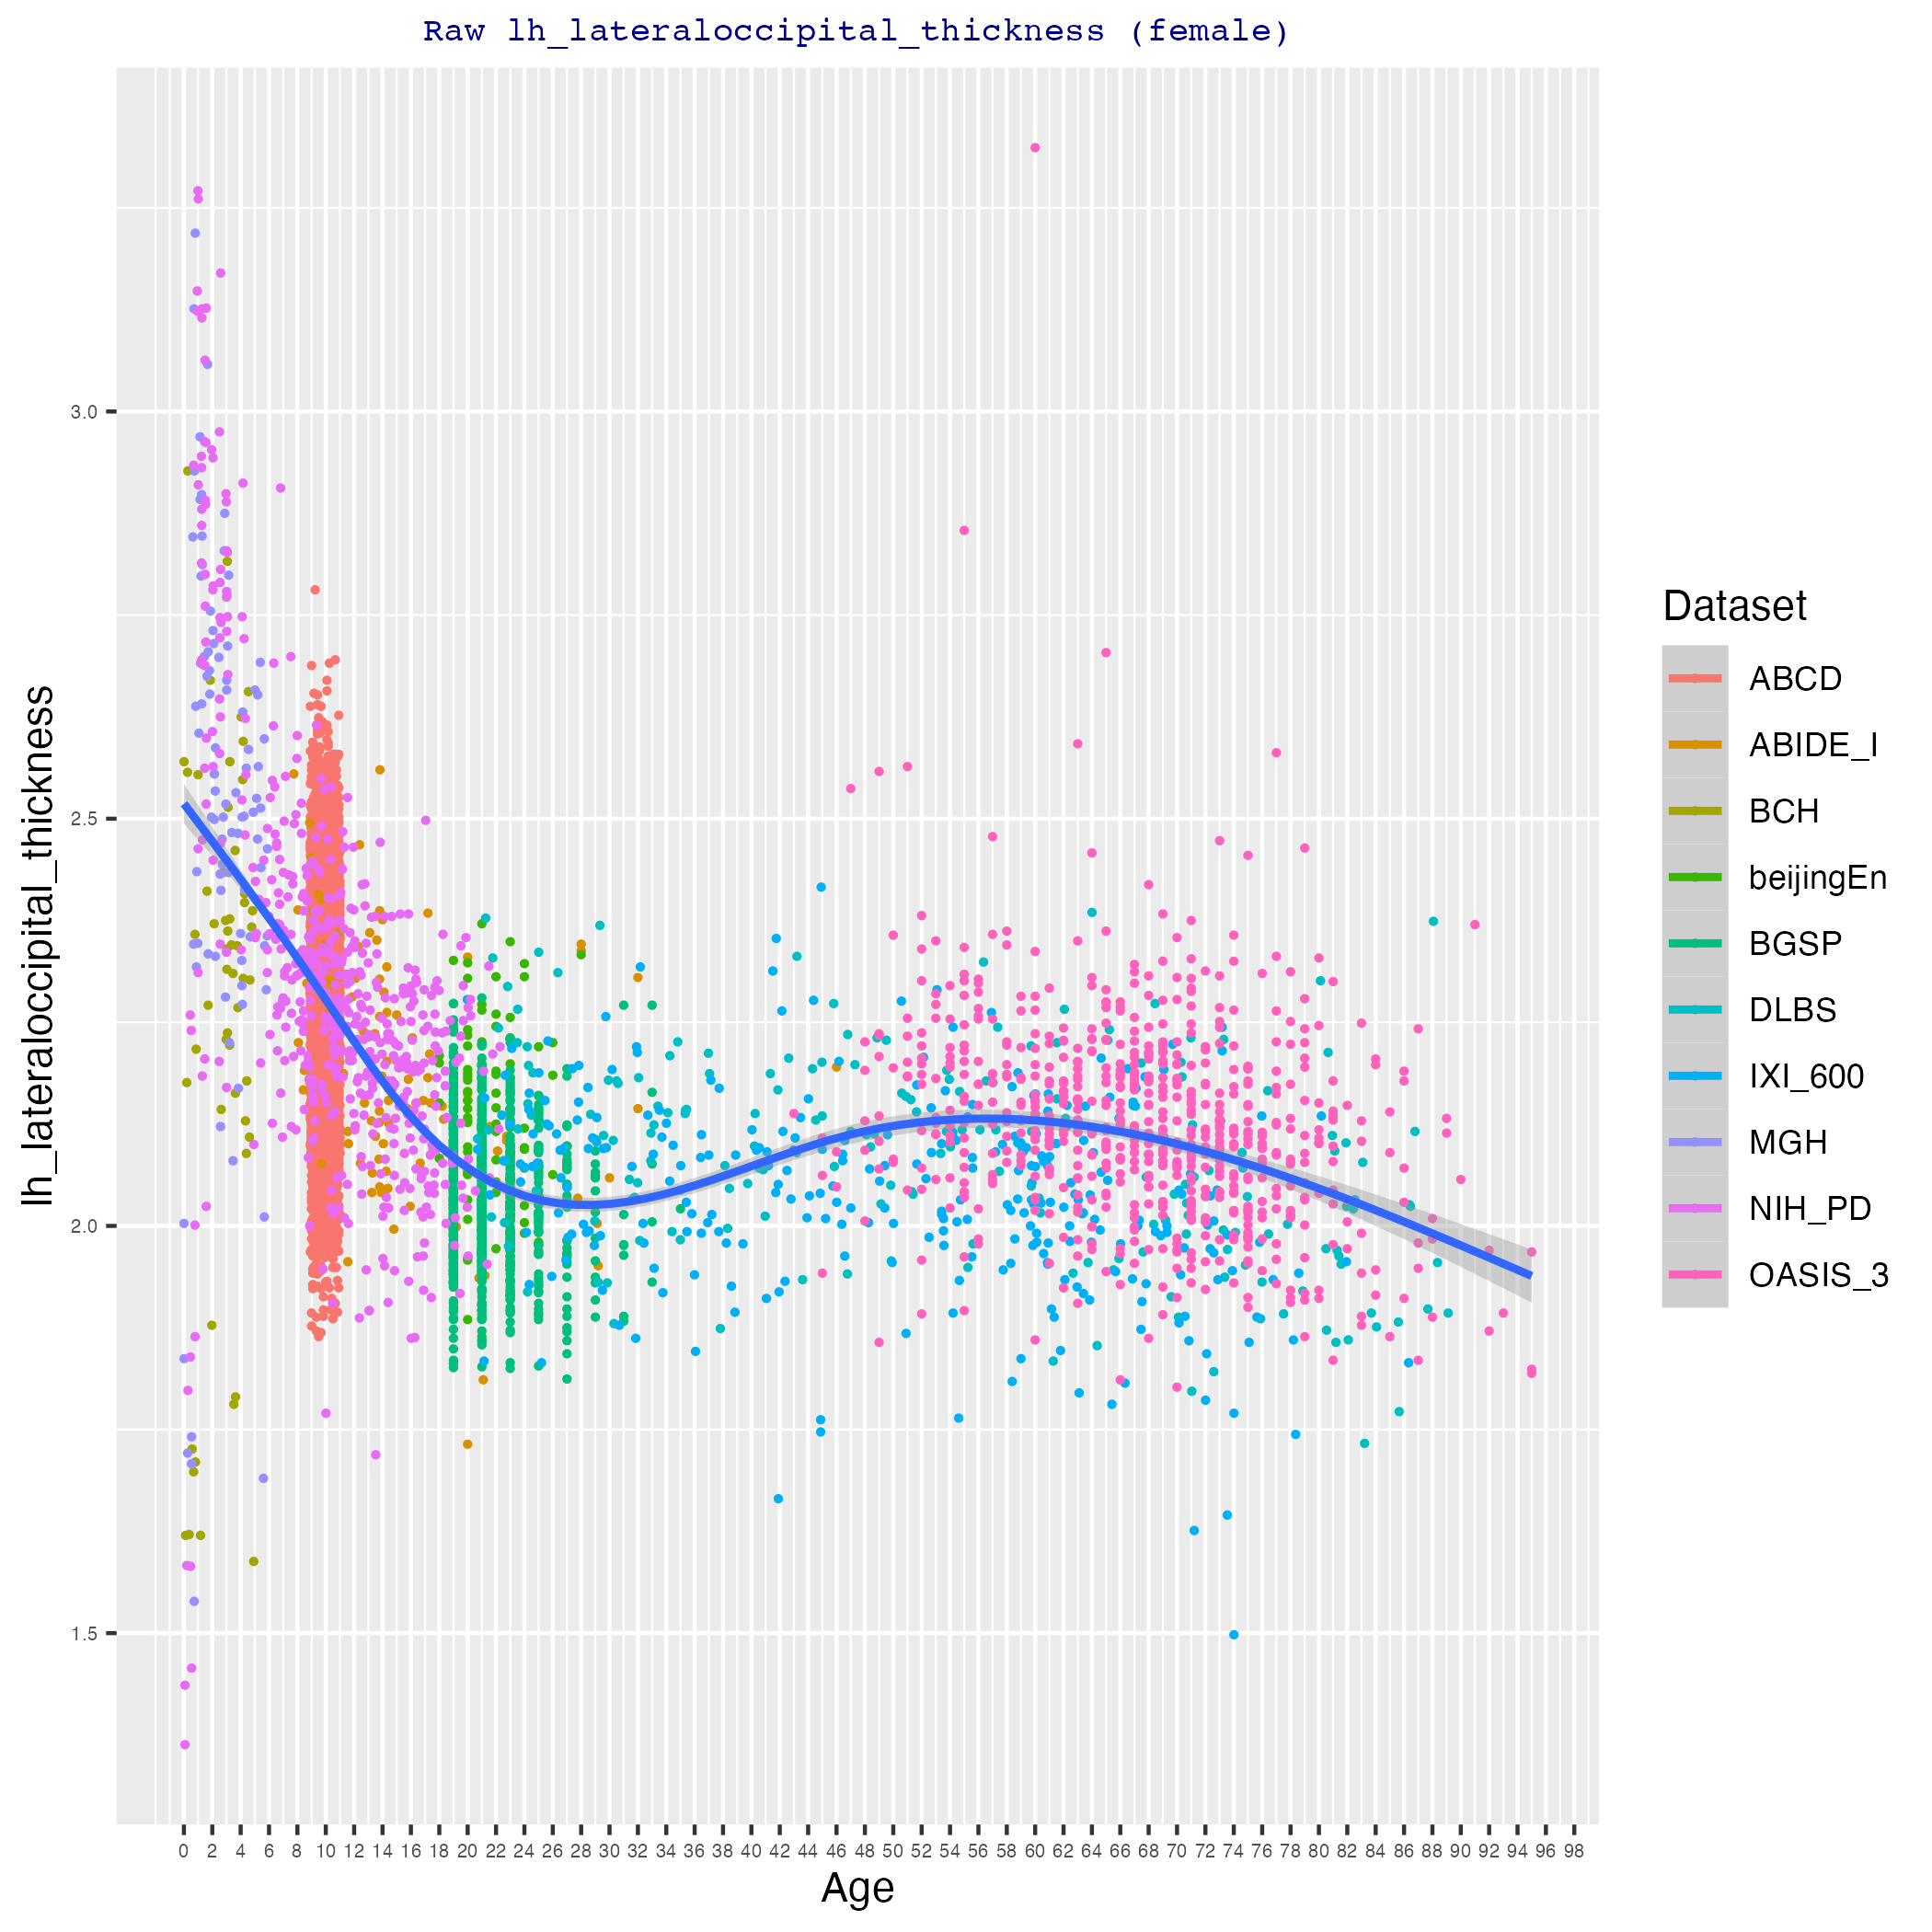 Raw lh_lateraloccipital_thickness (female)
lh_lateraloccipital_thickness
3.0
2.5
2.0
1.5
0 2 4 6 8 10 12 14 16 18 20 22 24 26 28 30 32 34 36 38 40 42 44 46 48 50 52 54 56 58 60 62 64 66 68 70 72 74 76 78 80 82 84 86 88 90 92 94 96 98
Age
Dataset
ABCD
ABIDE_I
BCH
beijingEn
BGSP
DLBS
IXI_600
MGH
NIH_PD
OASIS_3